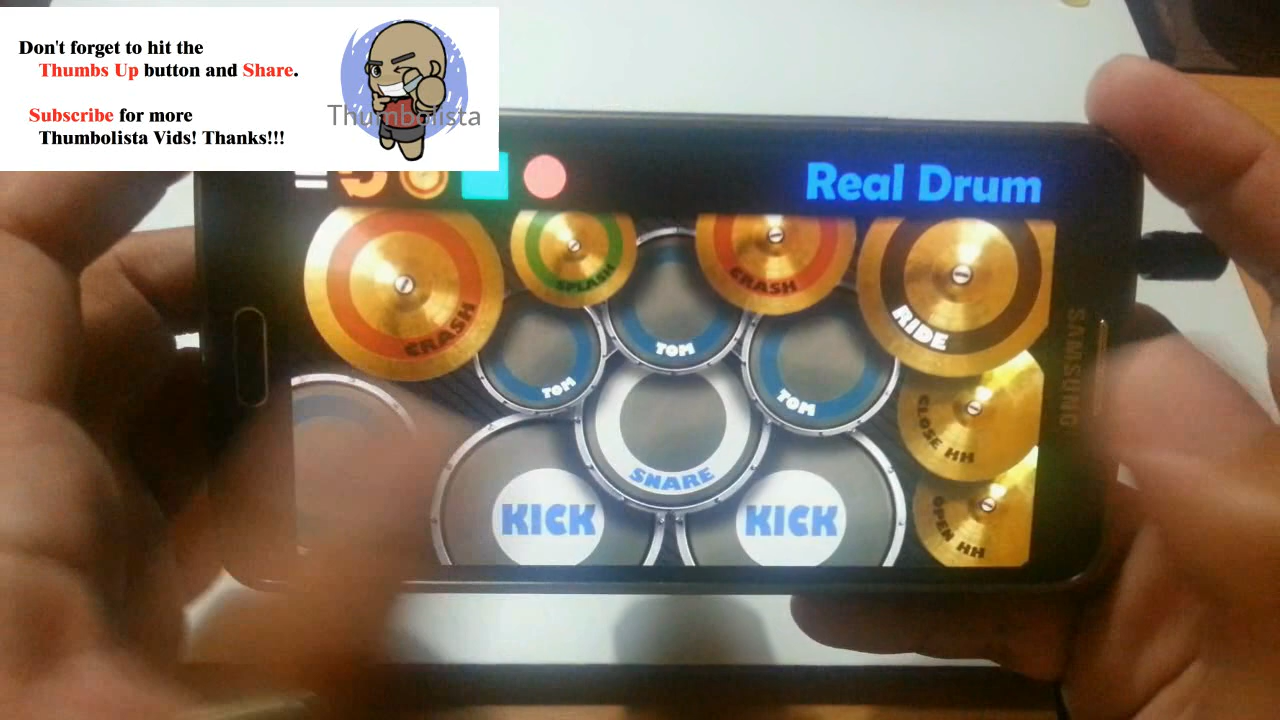 Don't forget to hit the
Thumbs Up button and Share.
Subscribe for more
Thumbolista Vids! Thanks!!!
Thumbolista
Real Drum
CRASH
SPLASH
CRASH
RIDE
TOM
TOM
TOM
SNARE
CLOSE HH
OPEN HH
KICK
KICK
SAMSUNG